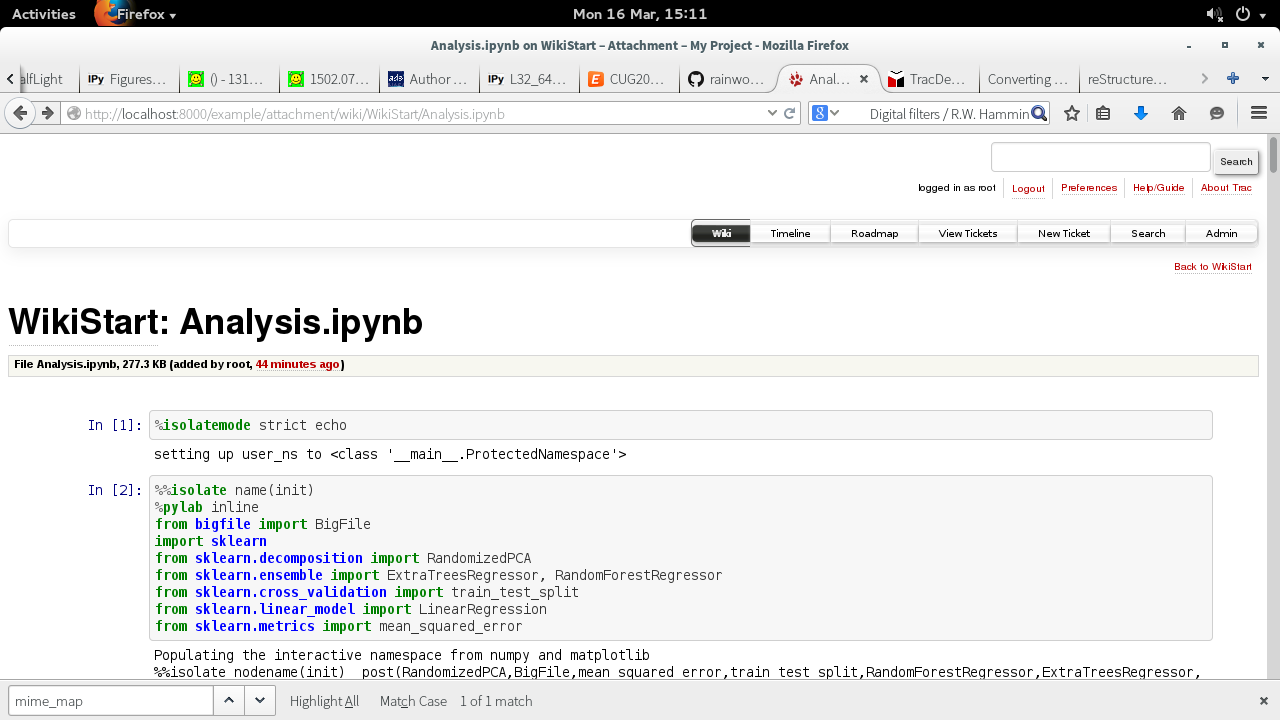 Activities Firefox Mon 16 Mar, 15:11
Analysis.ipynb on WikiStart – Attachment – My Project - Mozilla Firefox
alfLight IPy Figures... () - 131... 1502.07... ads Author ... IPy L32_64... E CUG20... rainwo... Anal... TracDe... Converting ... reStructure...
http://localhost:8000/example/attachment/wiki/WikiStart/Analysis.ipynb 8 Digital filters / R.W. Hammin
Search
logged in as root Logout Preferences Help/Guide About Trac
Wiki Timeline Roadmap View Tickets New Ticket Search Admin
Back to WikiStart
WikiStart: Analysis.ipynb
File Analysis.ipynb, 277.3 KB (added by root, 44 minutes ago)
In [1]: %isolatemode strict echo
setting up user_ns to <class '__main__.ProtectedNamespace'>
In [2]: %%isolate name(init)
%pylab inline
from bigfile import BigFile
import sklearn
from sklearn.decomposition import RandomizedPCA
from sklearn.ensemble import ExtraTreesRegressor, RandomForestRegressor
from sklearn.cross_validation import train_test_split
from sklearn.linear_model import LinearRegression
from sklearn.metrics import mean_squared_error
Populating the interactive namespace from numpy and matplotlib
%%isolate nodename(init) post(RandomizedPCA,BigFile,mean_squared_error,train_test_split,RandomForestRegressor,ExtraTreesRegressor,
mime_map Highlight All Match Case 1 of 1 match